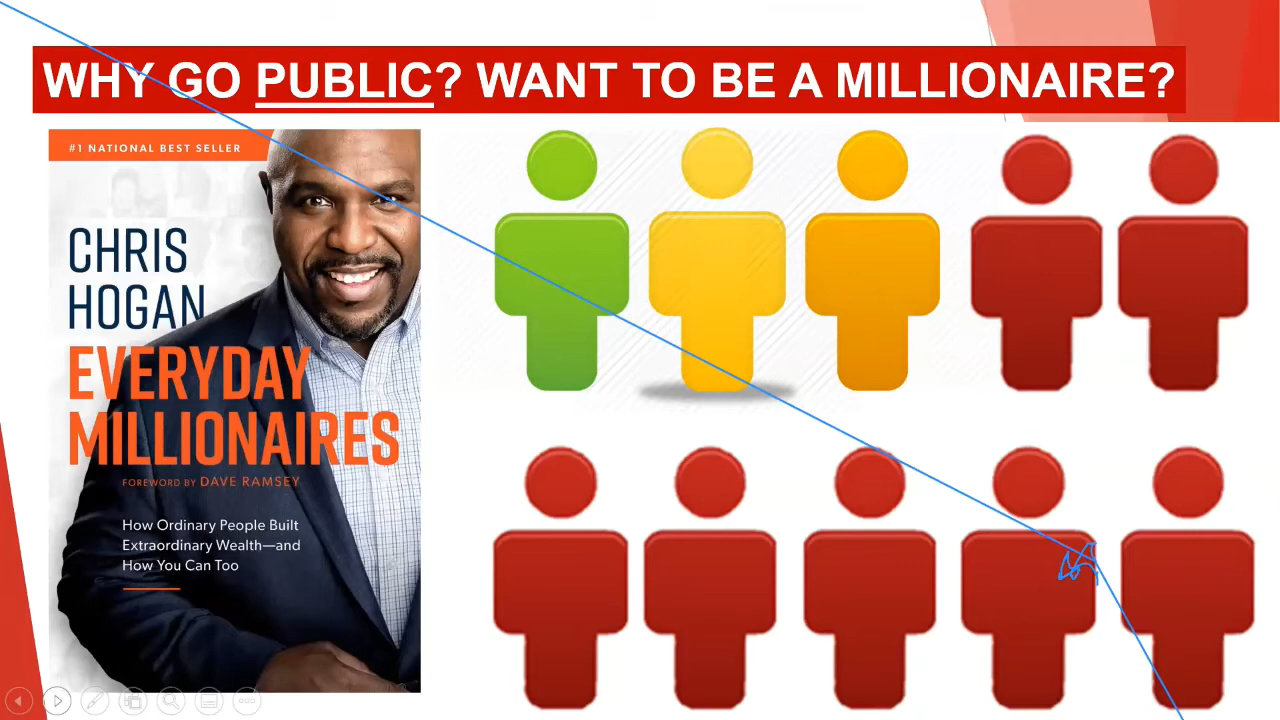 WHY GO PUBLIC? WANT TO BE A MILLIONAIRE?
#1 NATIONAL BEST SELLER
CHRIS
HOGAN
EVERYDAY
MILLIONAIRES
FOREWORD BY DAVE RAMSEY
How Ordinary People Built
Extraordinary Wealth—and
How You Can Too